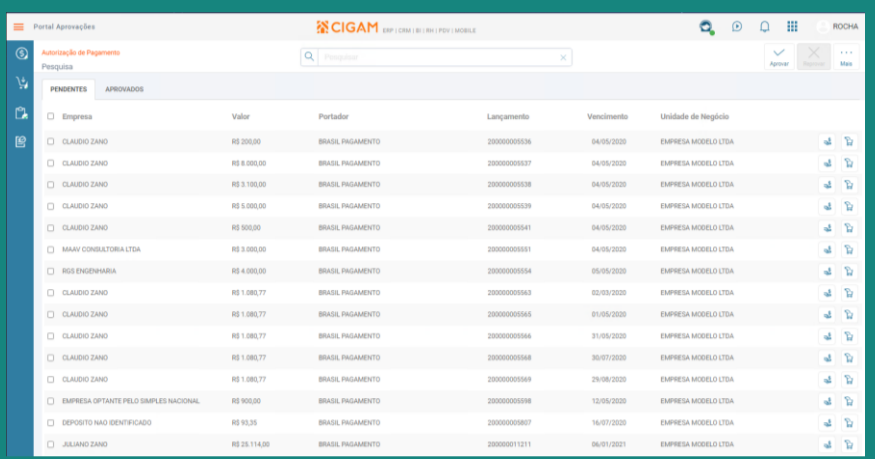 Portal Aprovações
CIGAM ERP | CRM | BI | RH | PDV | MOBILE
ROCHA
Autorização de Pagamento
Pesquisa
Pesquisar
Aprovar
Reprovar
Mais
PENDENTES APROVADOS
Empresa Valor Portador Lançamento Vencimento Unidade de Negócio
CLAUDIO ZANO R$ 200,00 BRASIL PAGAMENTO 200000005536 04/05/2020 EMPRESA MODELO LTDA
CLAUDIO ZANO R$ 8.000,00 BRASIL PAGAMENTO 200000005537 04/05/2020 EMPRESA MODELO LTDA
CLAUDIO ZANO R$ 3.100,00 BRASIL PAGAMENTO 200000005538 04/05/2020 EMPRESA MODELO LTDA
CLAUDIO ZANO R$ 5.000,00 BRASIL PAGAMENTO 200000005539 04/05/2020 EMPRESA MODELO LTDA
CLAUDIO ZANO R$ 500,00 BRASIL PAGAMENTO 200000005541 04/05/2020 EMPRESA MODELO LTDA
MAAV CONSULTORIA LTDA R$ 3.000,00 BRASIL PAGAMENTO 200000005551 04/05/2020 EMPRESA MODELO LTDA
RGS ENGENHARIA R$ 4.000,00 BRASIL PAGAMENTO 200000005554 05/05/2020 EMPRESA MODELO LTDA
CLAUDIO ZANO R$ 1.080,77 BRASIL PAGAMENTO 200000005563 02/03/2020 EMPRESA MODELO LTDA
CLAUDIO ZANO R$ 1.080,77 BRASIL PAGAMENTO 200000005565 01/05/2020 EMPRESA MODELO LTDA
CLAUDIO ZANO R$ 1.080,77 BRASIL PAGAMENTO 200000005566 31/05/2020 EMPRESA MODELO LTDA
CLAUDIO ZANO R$ 1.080,77 BRASIL PAGAMENTO 200000005568 30/07/2020 EMPRESA MODELO LTDA
CLAUDIO ZANO R$ 1.080,77 BRASIL PAGAMENTO 200000005569 29/08/2020 EMPRESA MODELO LTDA
EMPRESA OPTANTE PELO SIMPLES NACIONAL R$ 900,00 BRASIL PAGAMENTO 200000005598 12/05/2020 EMPRESA MODELO LTDA
DEPOSITO NAO IDENTIFICADO R$ 93,35 BRASIL PAGAMENTO 200000005807 16/07/2020 EMPRESA MODELO LTDA
JULIANO ZANO R$ 25.114,00 BRASIL PAGAMENTO 200000011211 06/01/2021 EMPRESA MODELO LTDA